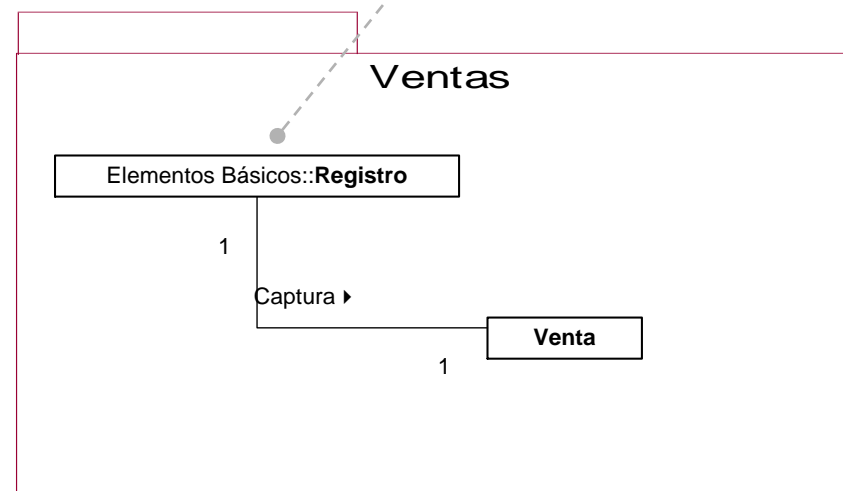 Ventas
Elementos Básicos::Registro
1
Captura
Venta
1